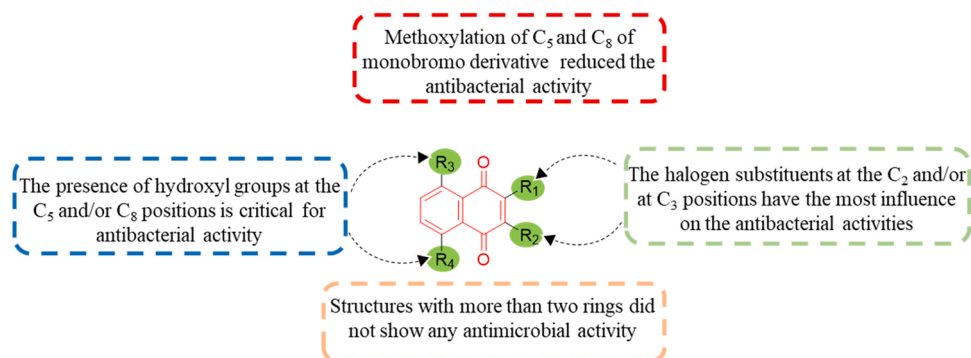 Methoxylation of C5 and C8 of
monobromo derivative reduced the
antibacterial activity
The presence of hydroxyl groups at the
C5 and/or C8 positions is critical for
antibacterial activity
R3
O
R1
R2
R4
O
The halogen substituents at the C2 and/or
at C3 positions have the most influence
on the antibacterial activities
Structures with more than two rings did
not show any antimicrobial activity